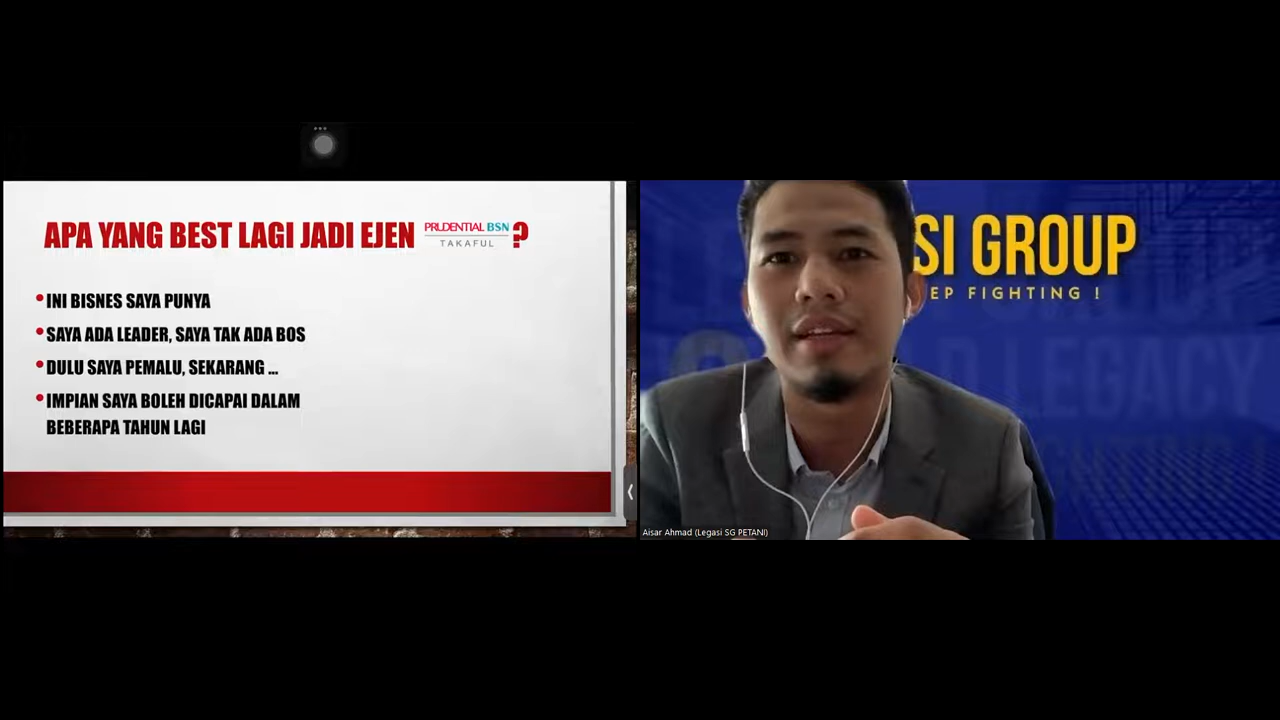 APA YANG BEST LAGI JADI EJEN PRUDENTIAL BSN TAKAFUL ?
•INI BISNES SAYA PUNYA
•SAYA ADA LEADER, SAYA TAK ADA BOS
•DULU SAYA PEMALU, SEKARANG ...
•IMPIAN SAYA BOLEH DICAPAI DALAM
BEBERAPA TAHUN LAGI
SI GROUP
EP FIGHTING !
LEGACY
Aisar Ahmad (Legasi SG PETANI)